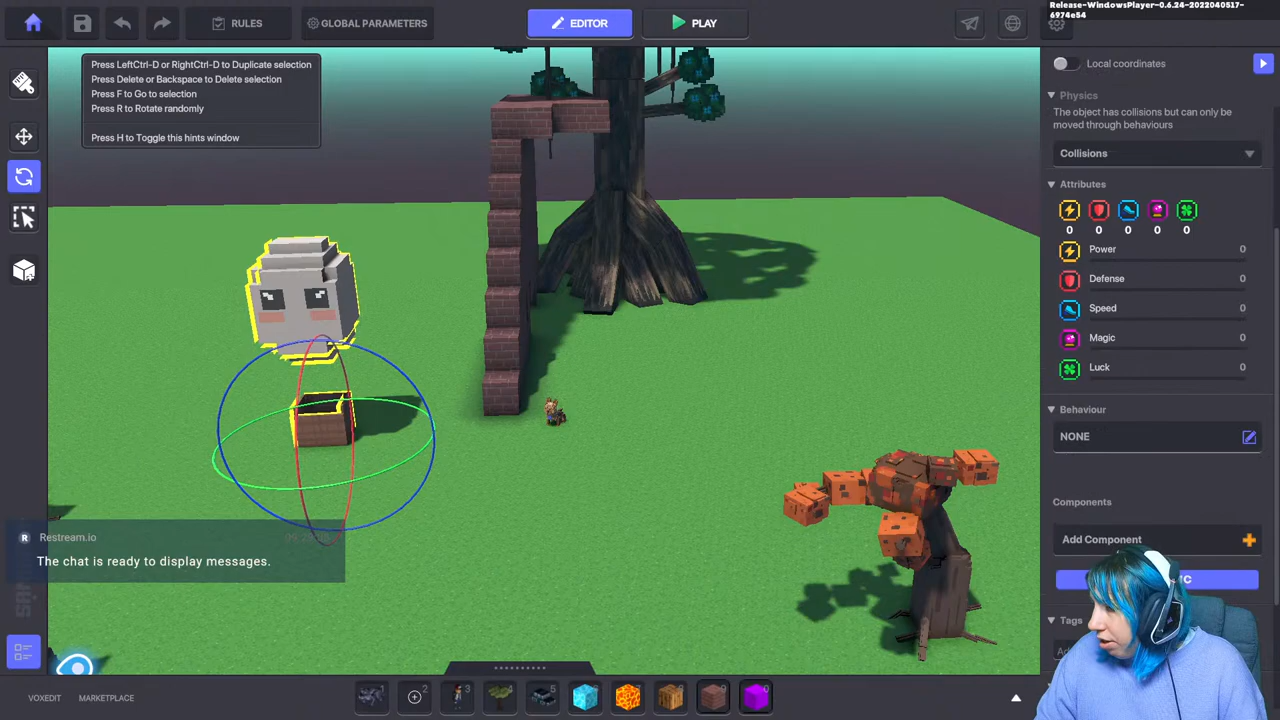 RULES
GLOBAL PARAMETERS
EDITOR
PLAY
Release-WindowsPlayer-0.6.24-2022040517-
6974e54
Press LeftCtrl-D or RightCtrl-D to Duplicate selection
Press Delete or Backspace to Delete selection
Press F to Go to selection
Press R to Rotate randomly
Press H to Toggle this hints window
Local coordinates
Physics
The object has collisions but can only be
moved through behaviours
Collisions
Attributes
0 0 0 0 0
Power 0
Defense 0
Speed 0
Magic 0
Luck 0
Behaviour
NONE
Components
Add Component
Tags
R Restream.io
The chat is ready to display messages.
VOXEDIT
MARKETPLACE
2 3 5